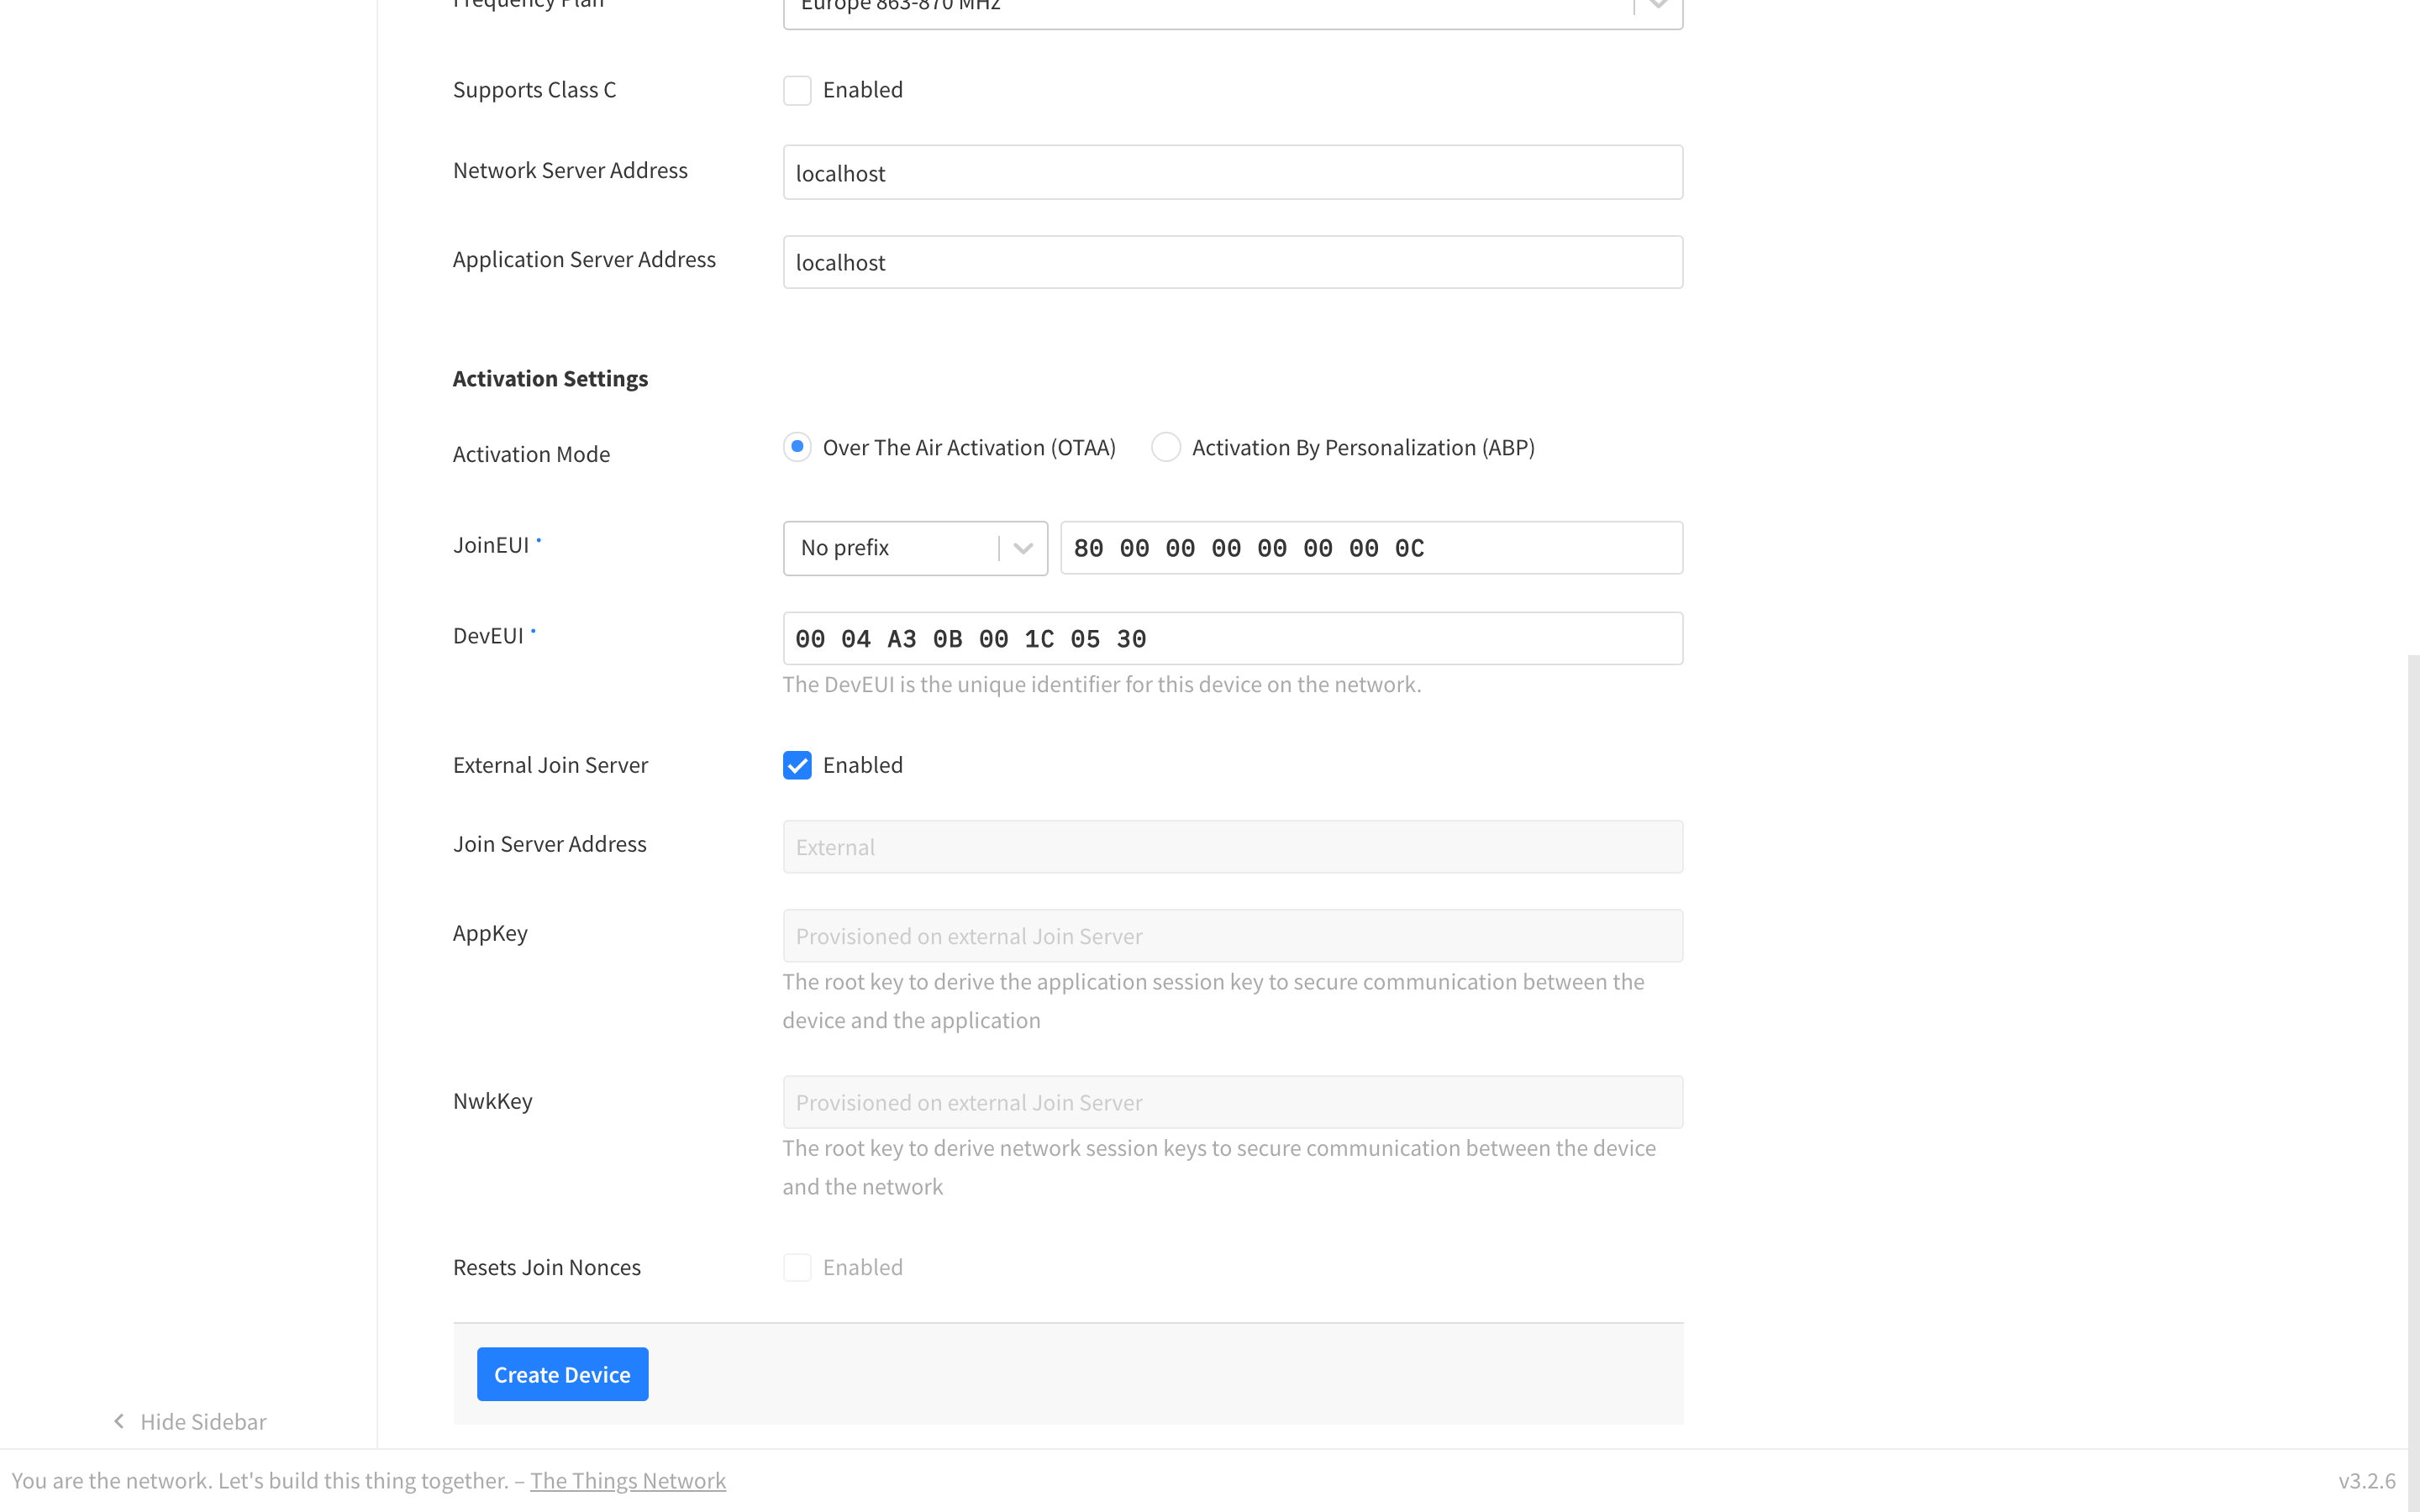 Frequency Plan
Europe 863-870 MHz
Supports Class C
Enabled
Network Server Address
localhost
Application Server Address
localhost
Activation Settings
Activation Mode
Over The Air Activation (OTAA)
Activation By Personalization (ABP)
JoinEUI
No prefix
80 00 00 00 00 00 00 0C
DevEUI
00 04 A3 0B 00 1C 05 30
The DevEUI is the unique identifier for this device on the network.
External Join Server
Enabled
Join Server Address
External
AppKey
Provisioned on external Join Server
The root key to derive the application session key to secure communication between the
device and the application
NwkKey
Provisioned on external Join Server
The root key to derive network session keys to secure communication between the device
and the network
Resets Join Nonces
Enabled
Create Device
Hide Sidebar
You are the network. Let's build this thing together. – The Things Network
v3.2.6